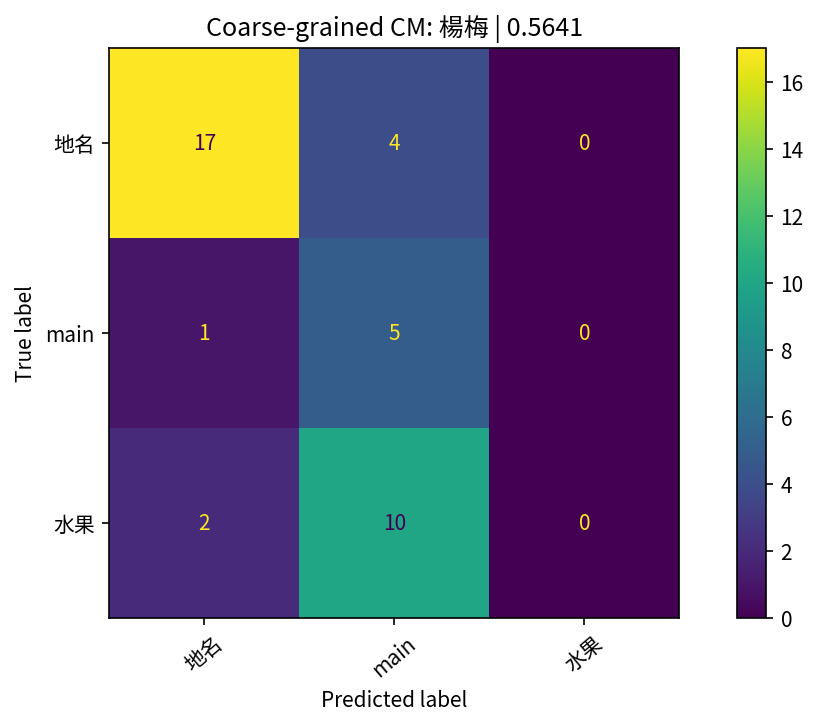 Coarse-grained CM: 楊梅 | 0.5641
True label
地名
17 4 0
main
1 5 0
水果
2 10 0
地名 main 水果
Predicted label
16
14
12
10
8
6
4
2
0